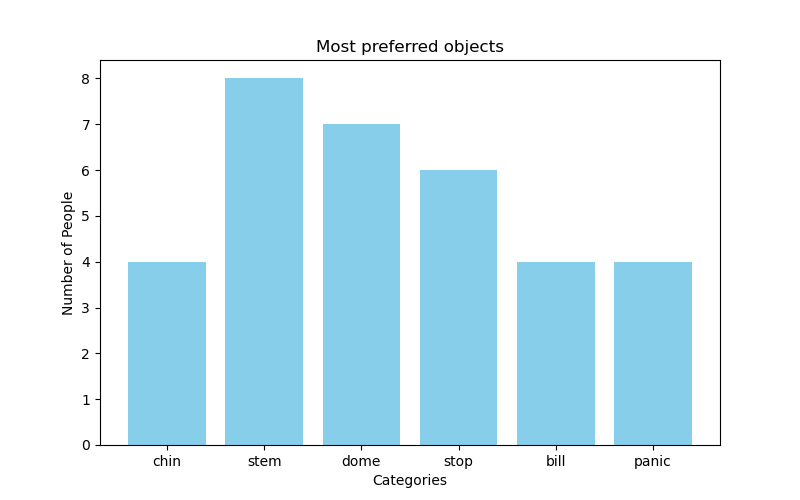 Most preferred objects
Number of People
8
7
6
5
4
3
2
1
0
chin stem dome stop bill panic
Categories